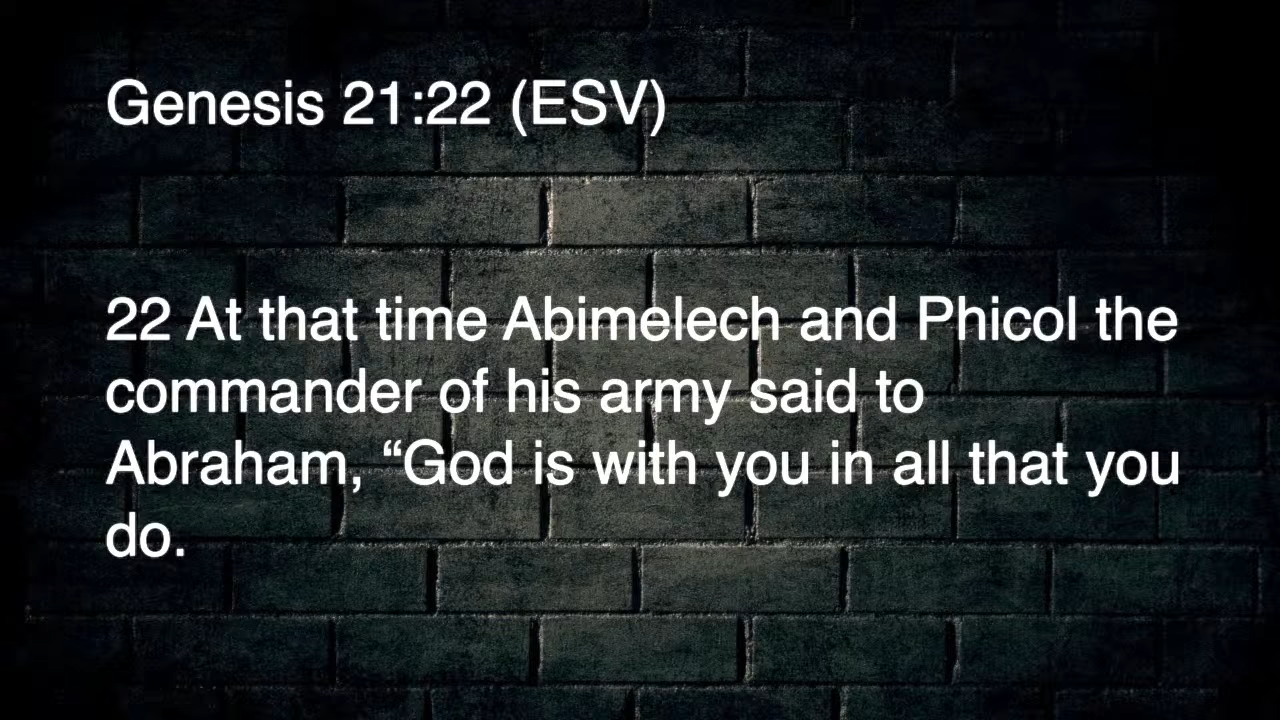 Genesis 21:22 (ESV)
22 At that time Abimelech and Phicol the
commander of his army said to
Abraham, “God is with you in all that you
do.